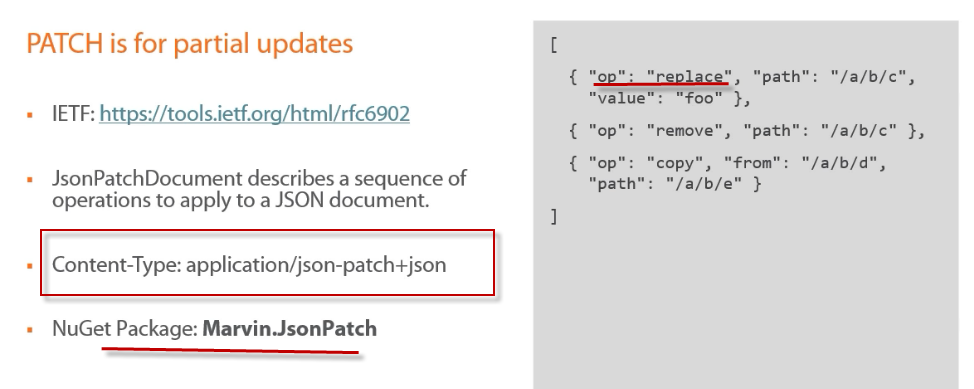 PATCH is for partial updates
IETF: https://tools.ietf.org/html/rfc6902
JsonPatchDocument describes a sequence of
operations to apply to a JSON document.
Content-Type: application/json-patch+json
NuGet Package: Marvin.JsonPatch
[
{ "op": "replace", "path": "/a/b/c",
"value": "foo" },
{ "op": "remove", "path": "/a/b/c" },
{ "op": "copy", "from": "/a/b/d",
"path": "/a/b/e" }
]